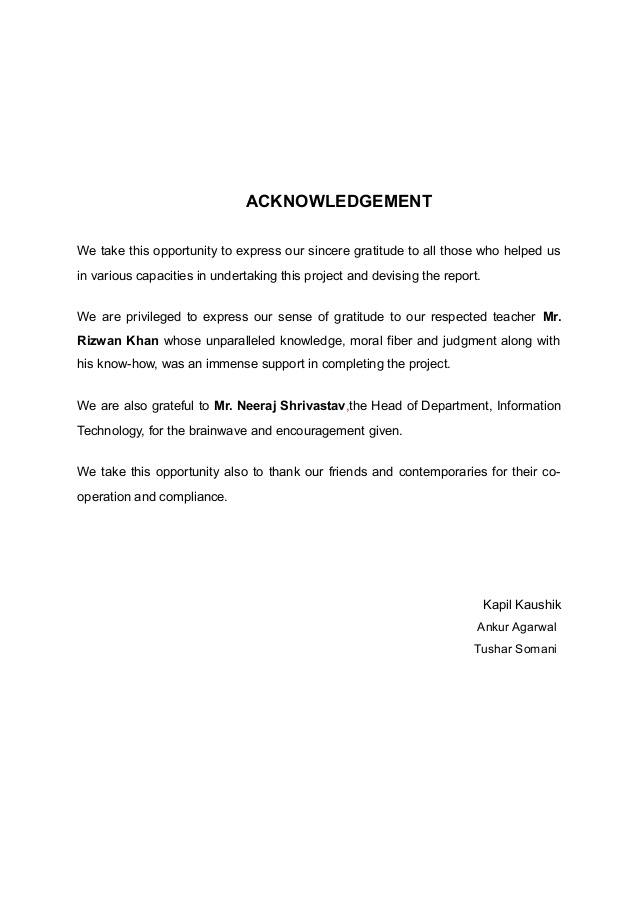 ACKNOWLEDGEMENT
We take this opportunity to express our sincere gratitude to all those who helped us
in various capacities in undertaking this project and devising the report.
We are privileged to express our sense of gratitude to our respected teacher Mr.
Rizwan Khan whose unparalleled knowledge, moral fiber and judgment along with
his know-how, was an immense support in completing the project.
We are also grateful to Mr. Neeraj Shrivastav,the Head of Department, Information
Technology, for the brainwave and encouragement given.
We take this opportunity also to thank our friends and contemporaries for their co-
operation and compliance.
Kapil Kaushik
Ankur Agarwal
Tushar Somani